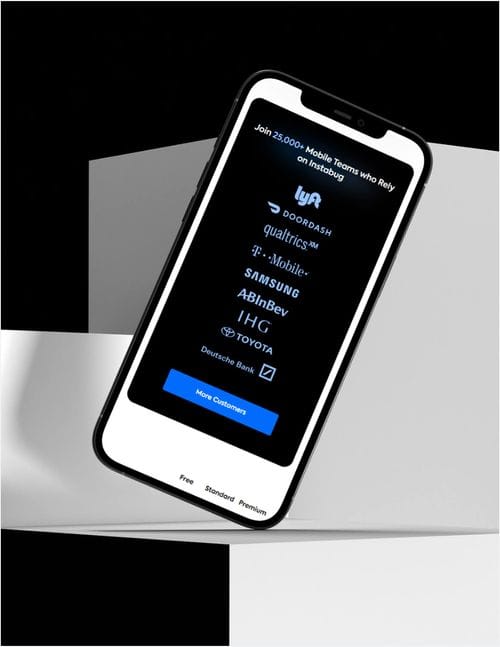 Join 25,000+ Mobile Teams who Rely
on Instabug
lyft
DOORDASH
qualtrics.XM
T··Mobile·
SAMSUNG
ABInBev
IHG
TOYOTA
Deutsche Bank
More Customers
Free Standard Premium